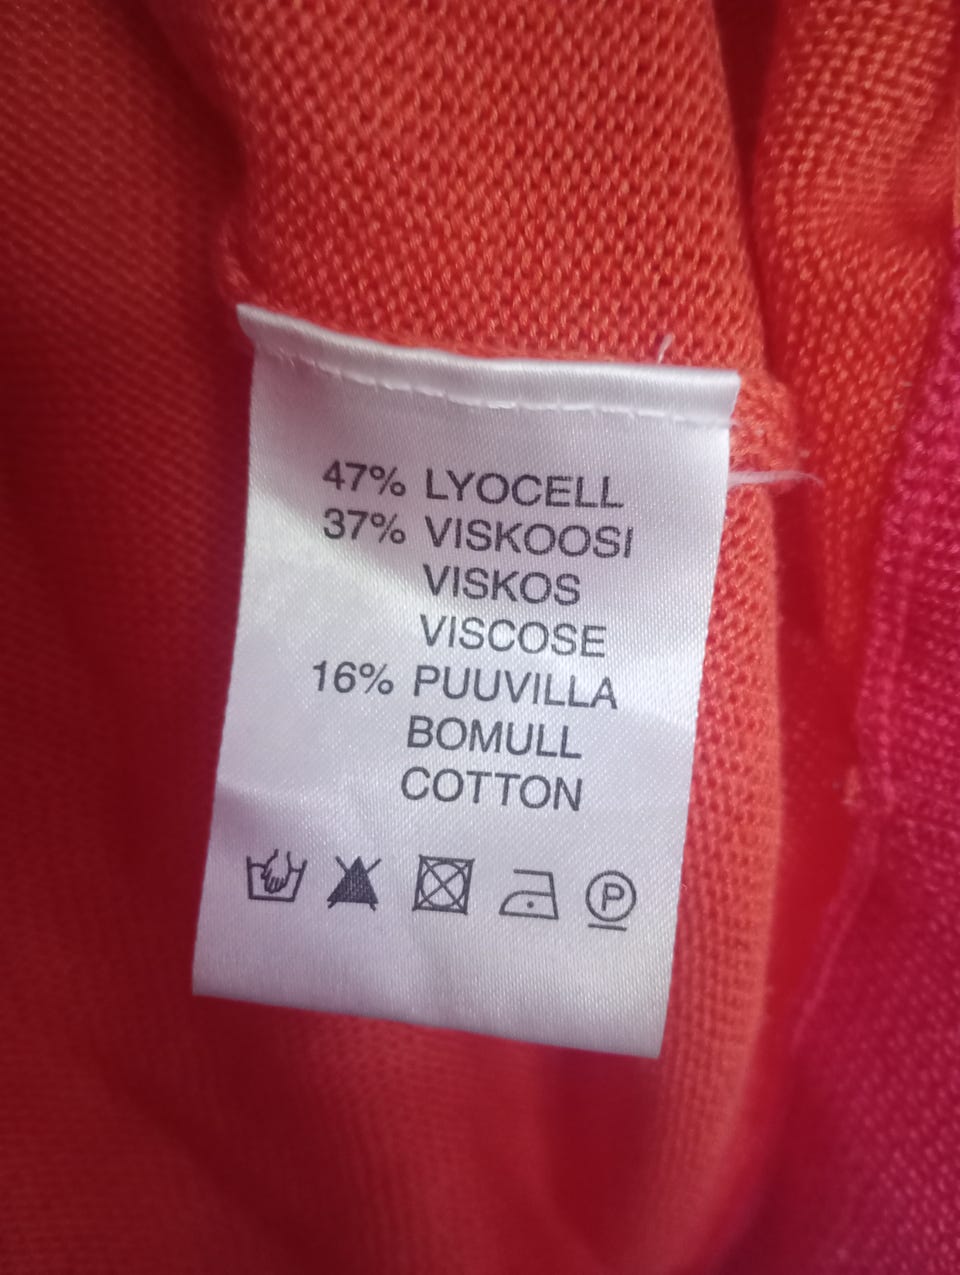 47% LYOCELL
37% VISKOOSI
VISKOS
VISCOSE
16% PUUVILLA
BOMULL
COTTON
P